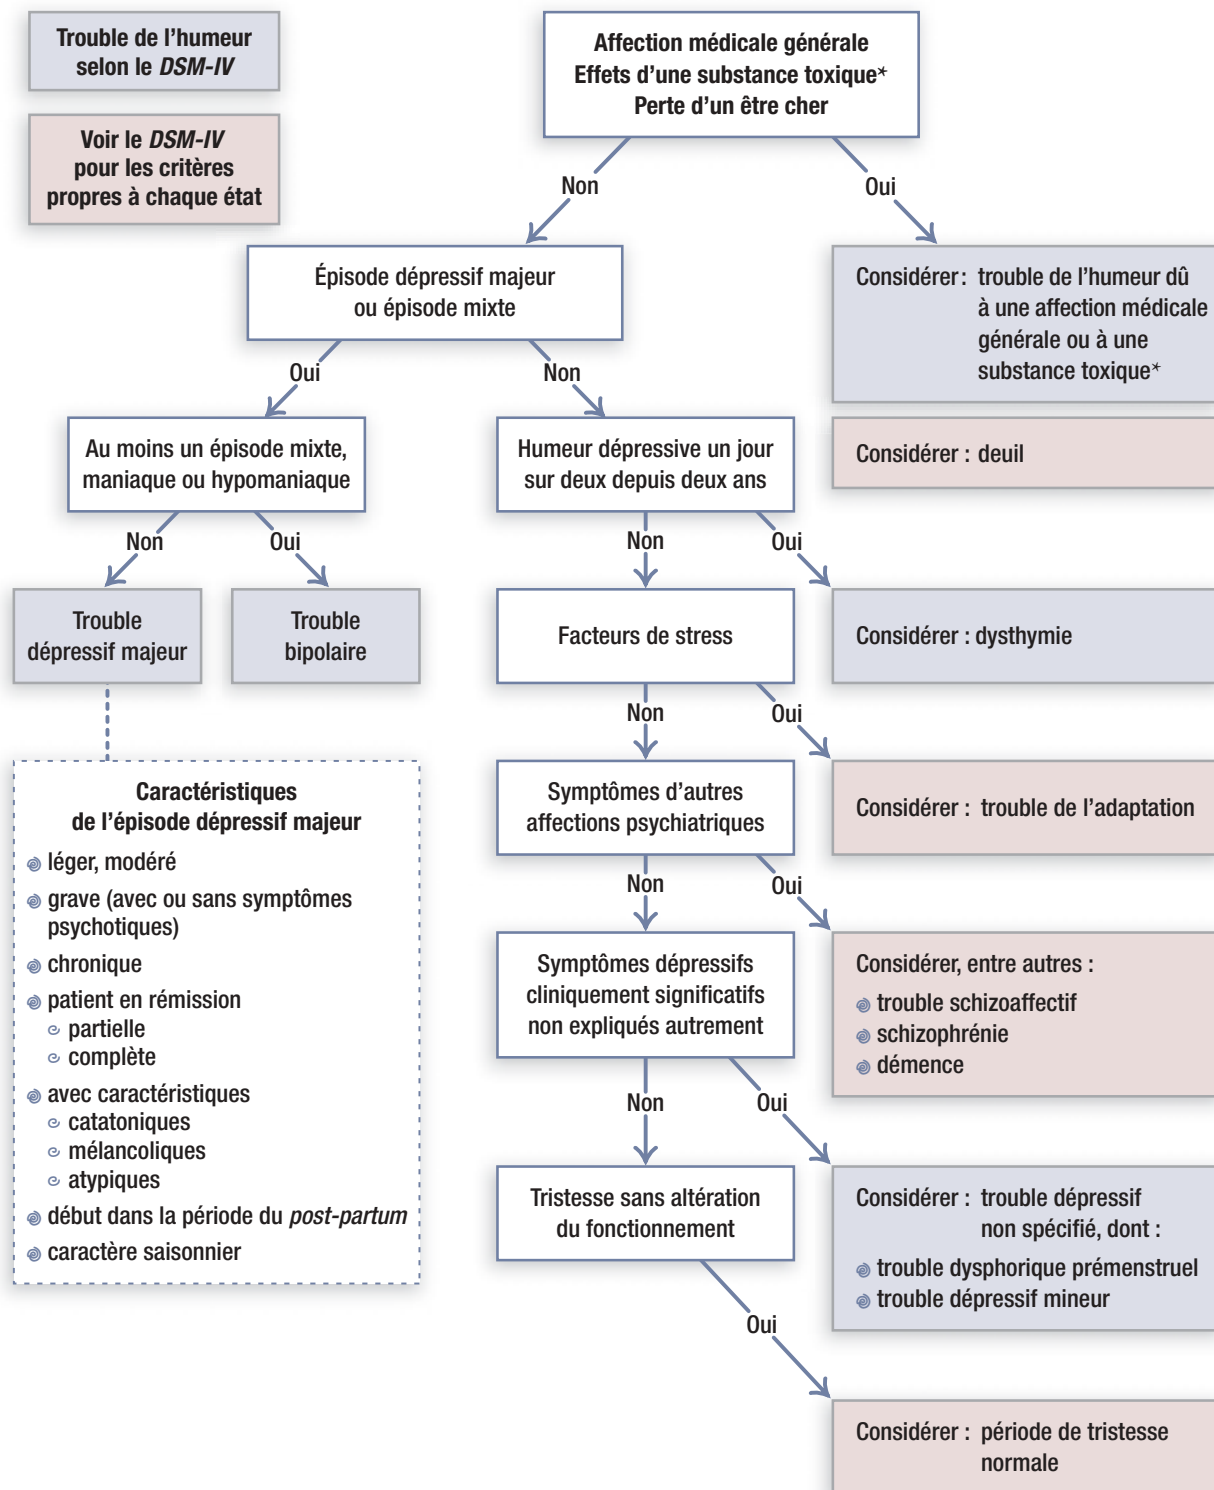 Trouble de l’humeur
selon le DSM-IV
Voir le DSM-IV
pour les critères
propres à chaque état
Affection médicale générale
Effets d’une substance toxique*
Perte d’un être cher
Non
Oui
Épisode dépressif majeur
ou épisode mixte
Considérer : trouble de l’humeur dû
à une affection médicale
générale ou à une
substance toxique*
Considérer : deuil
Oui
Non
Au moins un épisode mixte,
maniaque ou hypomaniaque
Humeur dépressive un jour
sur deux depuis deux ans
Non
Oui
Non
Oui
Trouble
dépressif majeur
Trouble
bipolaire
Facteurs de stress
Considérer : dysthymie
Non
Oui
Caractéristiques
de l’épisode dépressif majeur
léger, modéré
grave (avec ou sans symptômes
psychotiques)
chronique
patient en rémission
partielle
complète
avec caractéristiques
catatoniques
mélancoliques
atypiques
début dans la période du post-partum
caractère saisonnier
Symptômes d’autres
affections psychiatriques
Considérer : trouble de l’adaptation
Non
Oui
Symptômes dépressifs
cliniquement significatifs
non expliqués autrement
Considérer, entre autres :
trouble schizoaffectif
schizophrénie
démence
Non
Oui
Tristesse sans altération
du fonctionnement
Considérer : trouble dépressif
non spécifié, dont :
trouble dysphorique prémenstruel
trouble dépressif mineur
Oui
Considérer : période de tristesse
normale